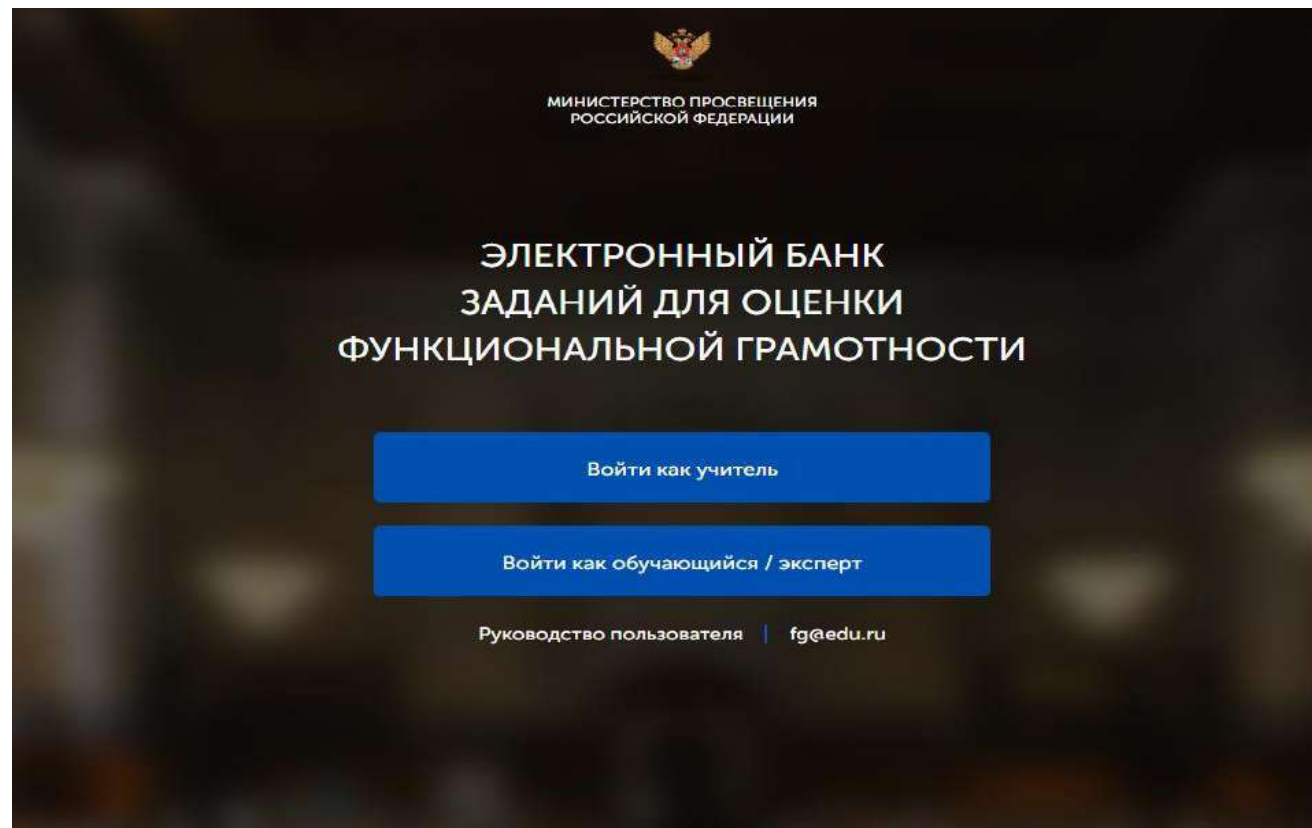 МИНИСТЕРСТВО ПРОСВЕЩЕНИЯ
РОССИЙСКОЙ ФЕДЕРАЦИИ
ЭЛЕКТРОННЫЙ БАНК
ЗАДАНИЙ ДЛЯ ОЦЕНКИ
ФУНКЦИОНАЛЬНОЙ ГРАМОТНОСТИ
Войти как учитель
Войти как обучающийся / эксперт
Руководство пользователя | fg@edu.ru